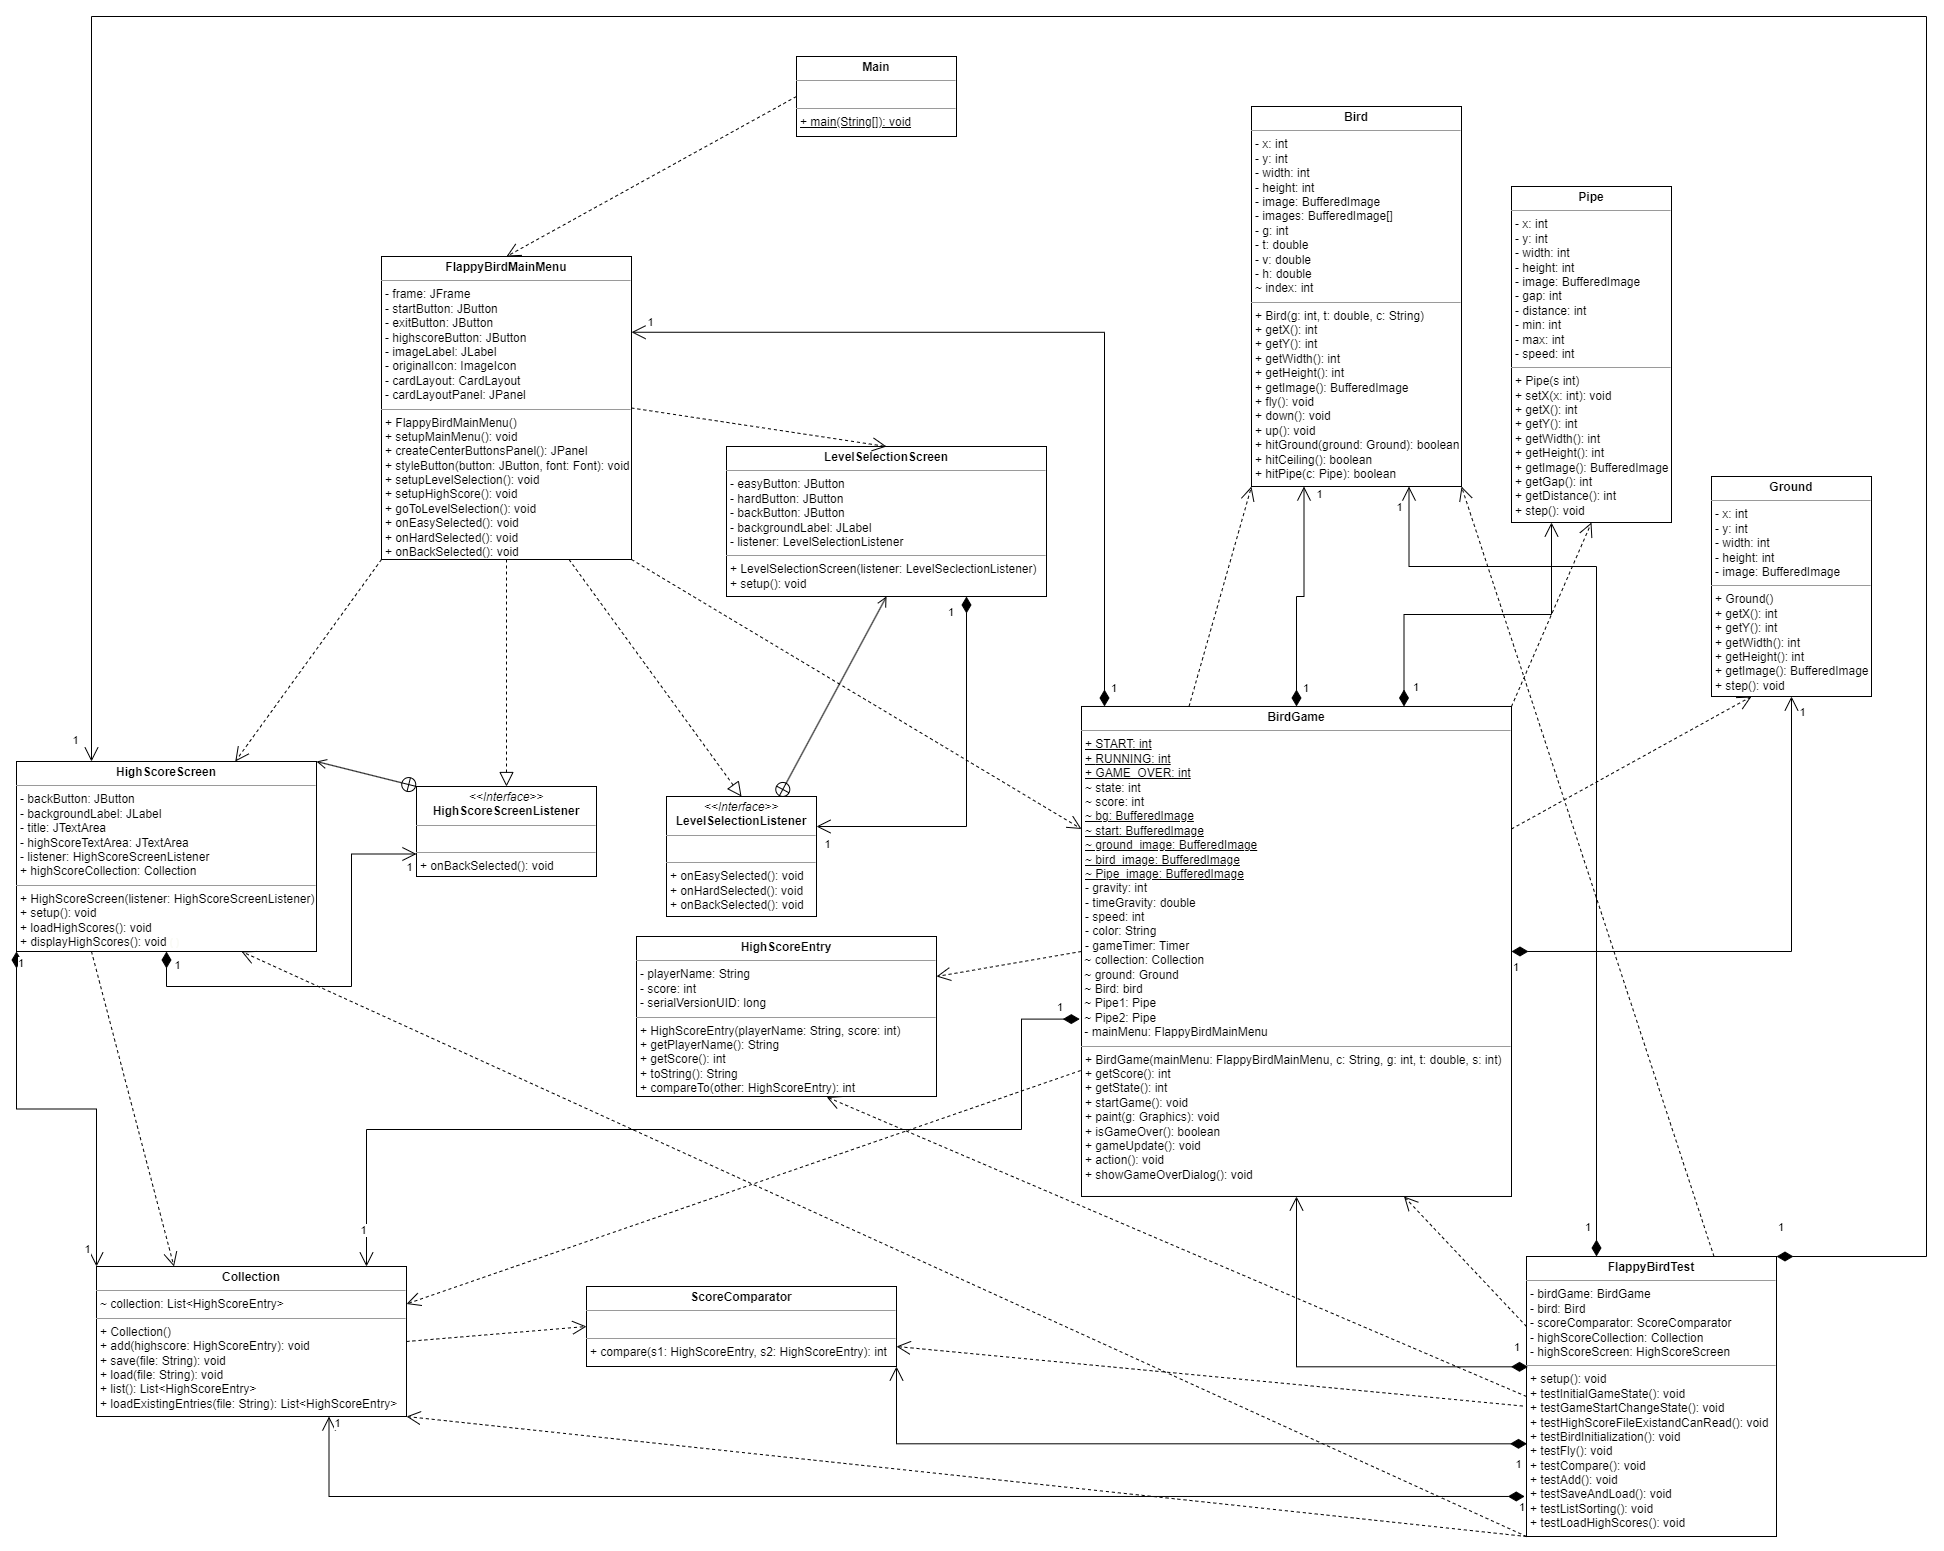 Main
+ main(String[]): void
Bird
- x: int
- y: int
- width: int
- height: int
- image: BufferedImage
- images: BufferedImage[]
- g: int
- t: double
- v: double
- h: double
~ index: int
+ Bird(g: int, t: double, c: String)
+ getX(): int
+ getY(): int
+ getWidth(): int
+ getHeight(): int
+ getImage(): BufferedImage
+ fly(): void
+ down(): void
+ up(): void
+ hitGround(ground: Ground): boolean
+ hitCeiling(): boolean
+ hitPipe(c: Pipe): boolean
1
1
Pipe
- x: int
- y: int
- width: int
- height: int
- image: BufferedImage
- gap: int
- distance: int
- min: int
- max: int
- speed: int
+ Pipe(s int)
+ setX(x: int): void
+ getX(): int
+ getY(): int
+ getWidth(): int
+ getHeight(): int
+ getImage(): BufferedImage
+ getGap(): int
+ getDistance(): int
+ step(): void
Ground
- x: int
- y: int
- width: int
- height: int
- image: BufferedImage
+ Ground()
+ getX(): int
+ getY(): int
+ getWidth(): int
+ getHeight(): int
+ getImage(): BufferedImage
+ step(): void
1
FlappyBirdMainMenu
- frame: JFrame
- startButton: JButton
- exitButton: JButton
- highscoreButton: JButton
- imageLabel: JLabel
- originalIcon: ImageIcon
- cardLayout: CardLayout
- cardLayoutPanel: JPanel
+ FlappyBirdMainMenu()
+ setupMainMenu(): void
+ createCenterButtonsPanel(): JPanel
+ styleButton(button: JButton, font: Font): void
+ setupLevelSelection(): void
+ setupHighScore(): void
+ goToLevelSelection(): void
+ onEasySelected(): void
+ onHardSelected(): void
+ onBackSelected(): void
1
LevelSelectionScreen
- easyButton: JButton
- hardButton: JButton
- backButton: JButton
- backgroundLabel: JLabel
- listener: LevelSelectionListener
+ LevelSelectionScreen(listener: LevelSeclectionListener)
+ setup(): void
1
1
HighScoreScreen
- backButton: JButton
- backgroundLabel: JLabel
- title: JTextArea
- highScoreTextArea: JTextArea
- listener: HighScoreScreenListener
+ highScoreCollection: Collection
+ HighScoreScreen(listener: HighScoreScreenListener)
+ setup(): void
+ loadHighScores(): void
+ displayHighScores(): void
1
1
<<Interface>>
HighScoreScreenListener
+ onBackSelected(): void
1
<<Interface>>
LevelSelectionListener
+ onEasySelected(): void
+ onHardSelected(): void
+ onBackSelected(): void
1
HighScoreEntry
- playerName: String
- score: int
- serialVersionUID: long
+ HighScoreEntry(playerName: String, score: int)
+ getPlayerName(): String
+ getScore(): int
+ toString(): String
+ compareTo(other: HighScoreEntry): int
1
1
1
BirdGame
+ START: int
+ RUNNING: int
+ GAME_OVER: int
~ state: int
~ score: int
~ bg: BufferedImage
~ start: BufferedImage
~ ground_image: BufferedImage
~ bird_image: BufferedImage
~ Pipe_image: BufferedImage
- gravity: int
- timeGravity: double
- speed: int
- color: String
- gameTimer: Timer
~ collection: Collection
~ ground: Ground
~ Bird: bird
~ Pipe1: Pipe
~ Pipe2: Pipe
- mainMenu: FlappyBirdMainMenu
+ BirdGame(mainMenu: FlappyBirdMainMenu, c: String, g: int, t: double, s: int)
+ getScore(): int
+ getState(): int
+ startGame(): void
+ paint(g: Graphics): void
+ isGameOver(): boolean
+ gameUpdate(): void
+ action(): void
+ showGameOverDialog(): void
1
1
1
1
Collection
~ collection: List<HighScoreEntry>
+ Collection()
+ add(highscore: HighScoreEntry): void
+ save(file: String): void
+ load(file: String): void
+ list(): List<HighScoreEntry>
+ loadExistingEntries(file: String): List<HighScoreEntry>
1
ScoreComparator
+ compare(s1: HighScoreEntry, s2: HighScoreEntry): int
1
1
FlappyBirdTest
- birdGame: BirdGame
- bird: Bird
- scoreComparator: ScoreComparator
- highScoreCollection: Collection
- highScoreScreen: HighScoreScreen
+ setup(): void
+ testInitialGameState(): void
+ testGameStartChangeState(): void
+ testHighScoreFileExistandCanRead(): void
+ testBirdInitialization(): void
+ testFly(): void
+ testCompare(): void
+ testAdd(): void
+ testSaveAndLoad(): void
+ testListSorting(): void
+ testLoadHighScores(): void
1
1
1